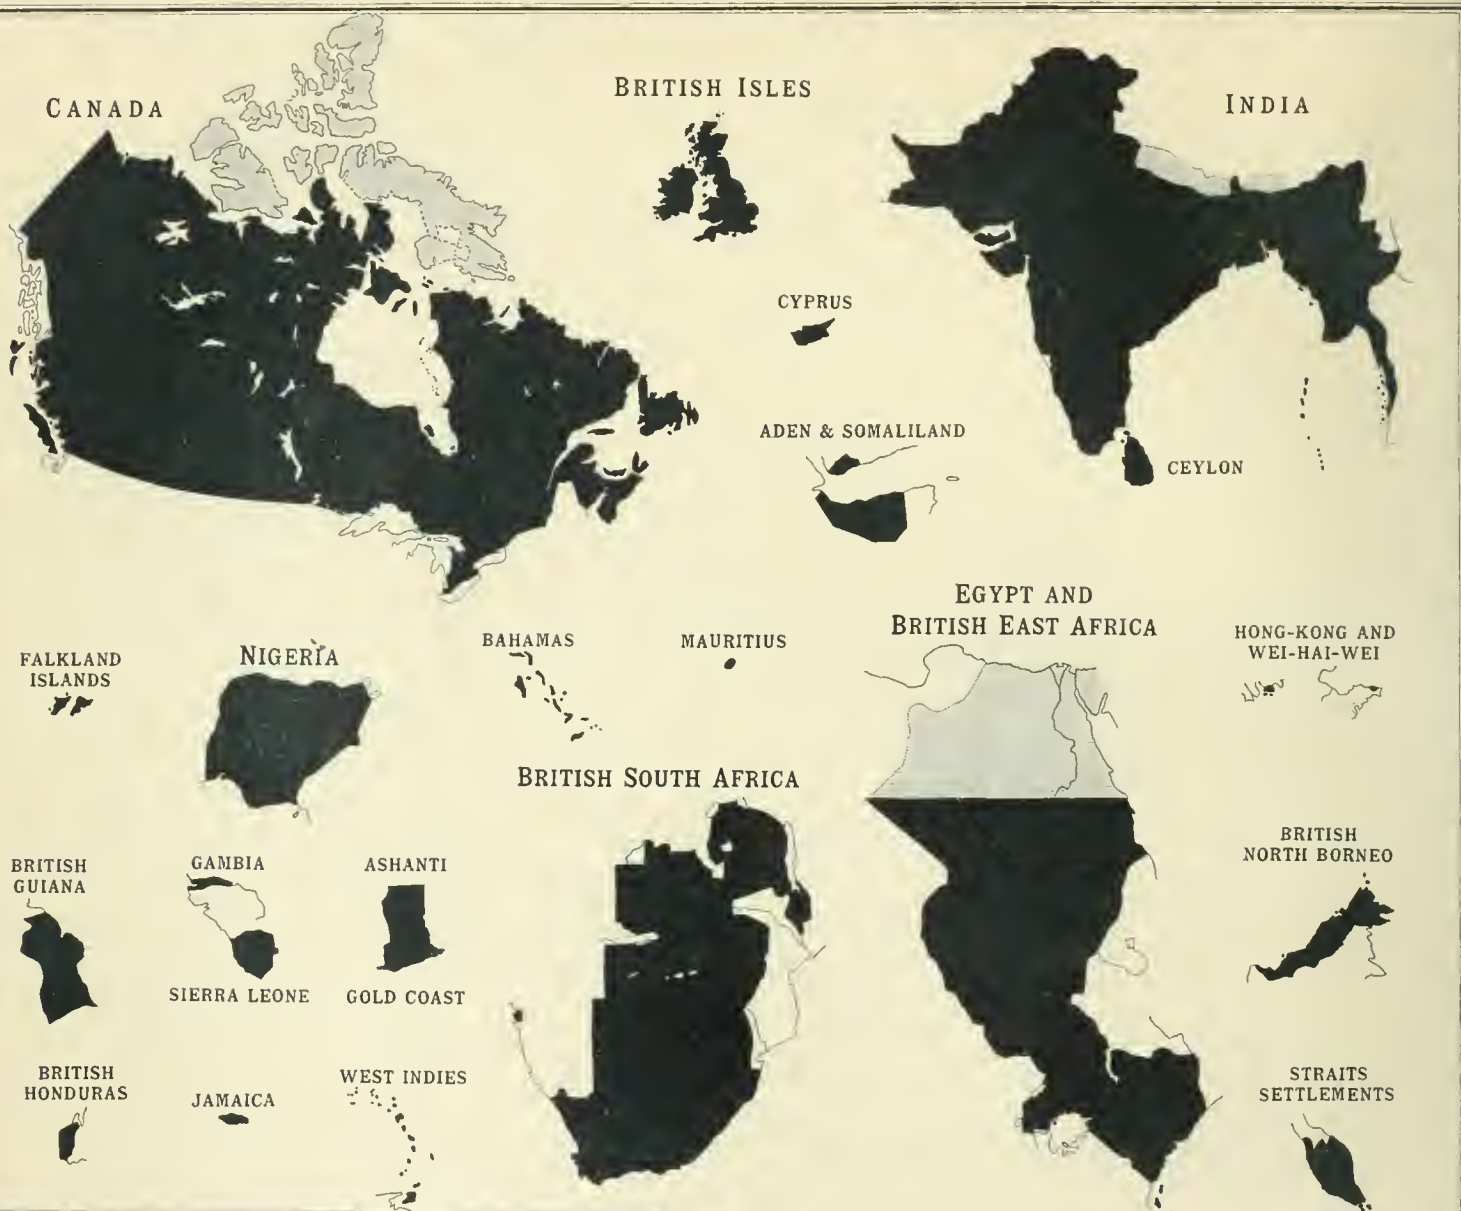 CANADA
BRITISH ISLES
INDIA
CYPRUS
ADEN & SOMALILAND
CEYLON
EGYPT AND
BRITISH EAST AFRICA
FALKLAND
ISLANDS
NIGERIA
BAHAMAS
MAURITIUS
HONG-KONG AND
WEI-HAI-WEI
BRITISH SOUTH AFRICA
BRITISH
GUIANA
GAMBIA
ASHANTI
BRITISH
NORTH BORNEO
SIERRA LEONE
GOLD COAST
BRITISH
HONDURAS
JAMAICA
WEST INDIES
STRAITS
SETTLEMENTS